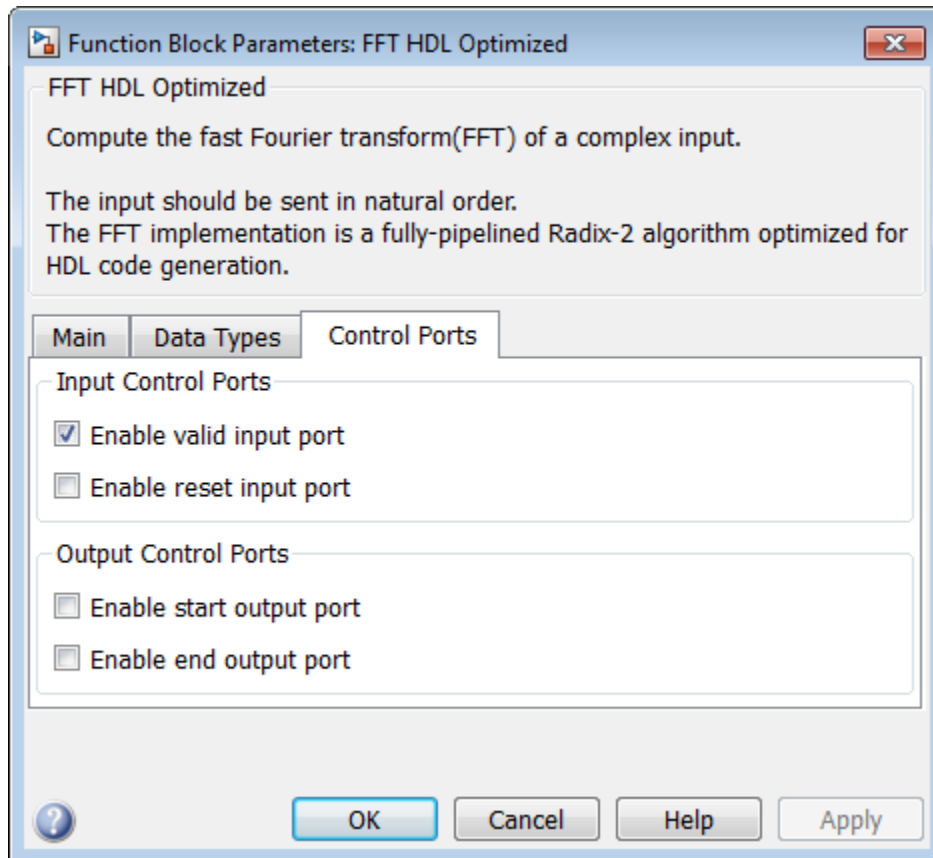 Function Block Parameters: FFT HDL Optimized
FFT HDL Optimized
Compute the fast Fourier transform(FFT) of a complex input.
The input should be sent in natural order.
The FFT implementation is a fully-pipelined Radix-2 algorithm optimized for
HDL code generation.
Main Data Types Control Ports
Input Control Ports
Enable valid input port
Enable reset input port
Output Control Ports
Enable start output port
Enable end output port
? OK Cancel Help Apply